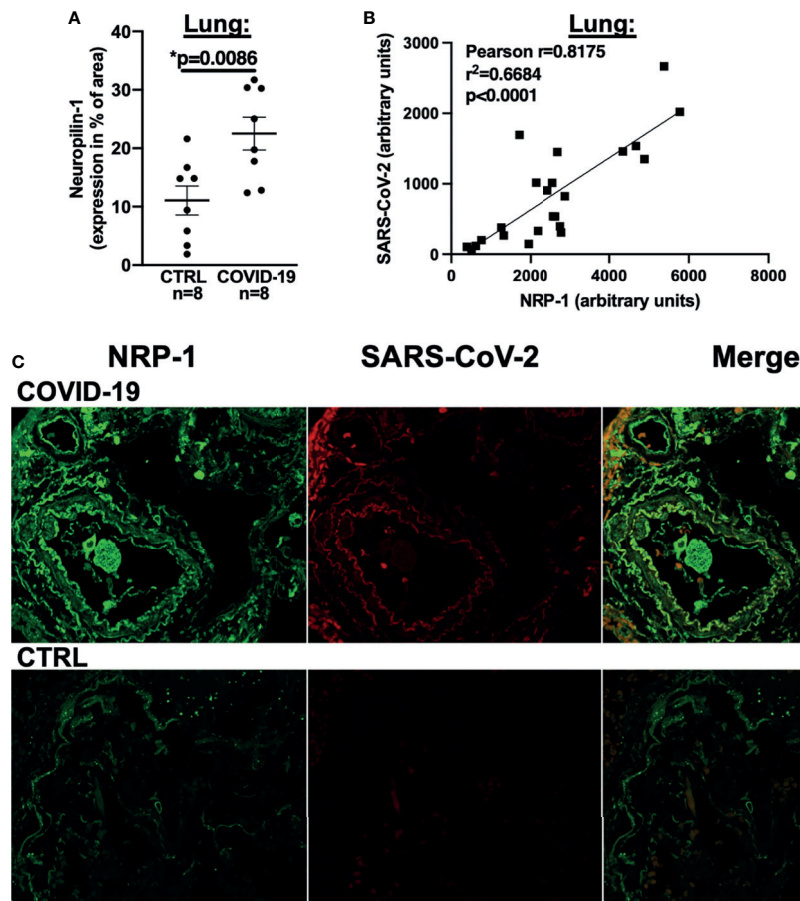 A
Lung:
*p=0.0086
Neuropilin-1
(expression in % of area)
40
30
20
10
0
CTRL
n=8
COVID-19
n=8
B
Lung:
Pearson r=0.8175
r²=0.6684
p<0.0001
SARS-CoV-2 (arbitrary units)
3000
2000
1000
0
0 2000 4000 6000 8000
NRP-1 (arbitrary units)
C
NRP-1 SARS-CoV-2 Merge
COVID-19
CTRL